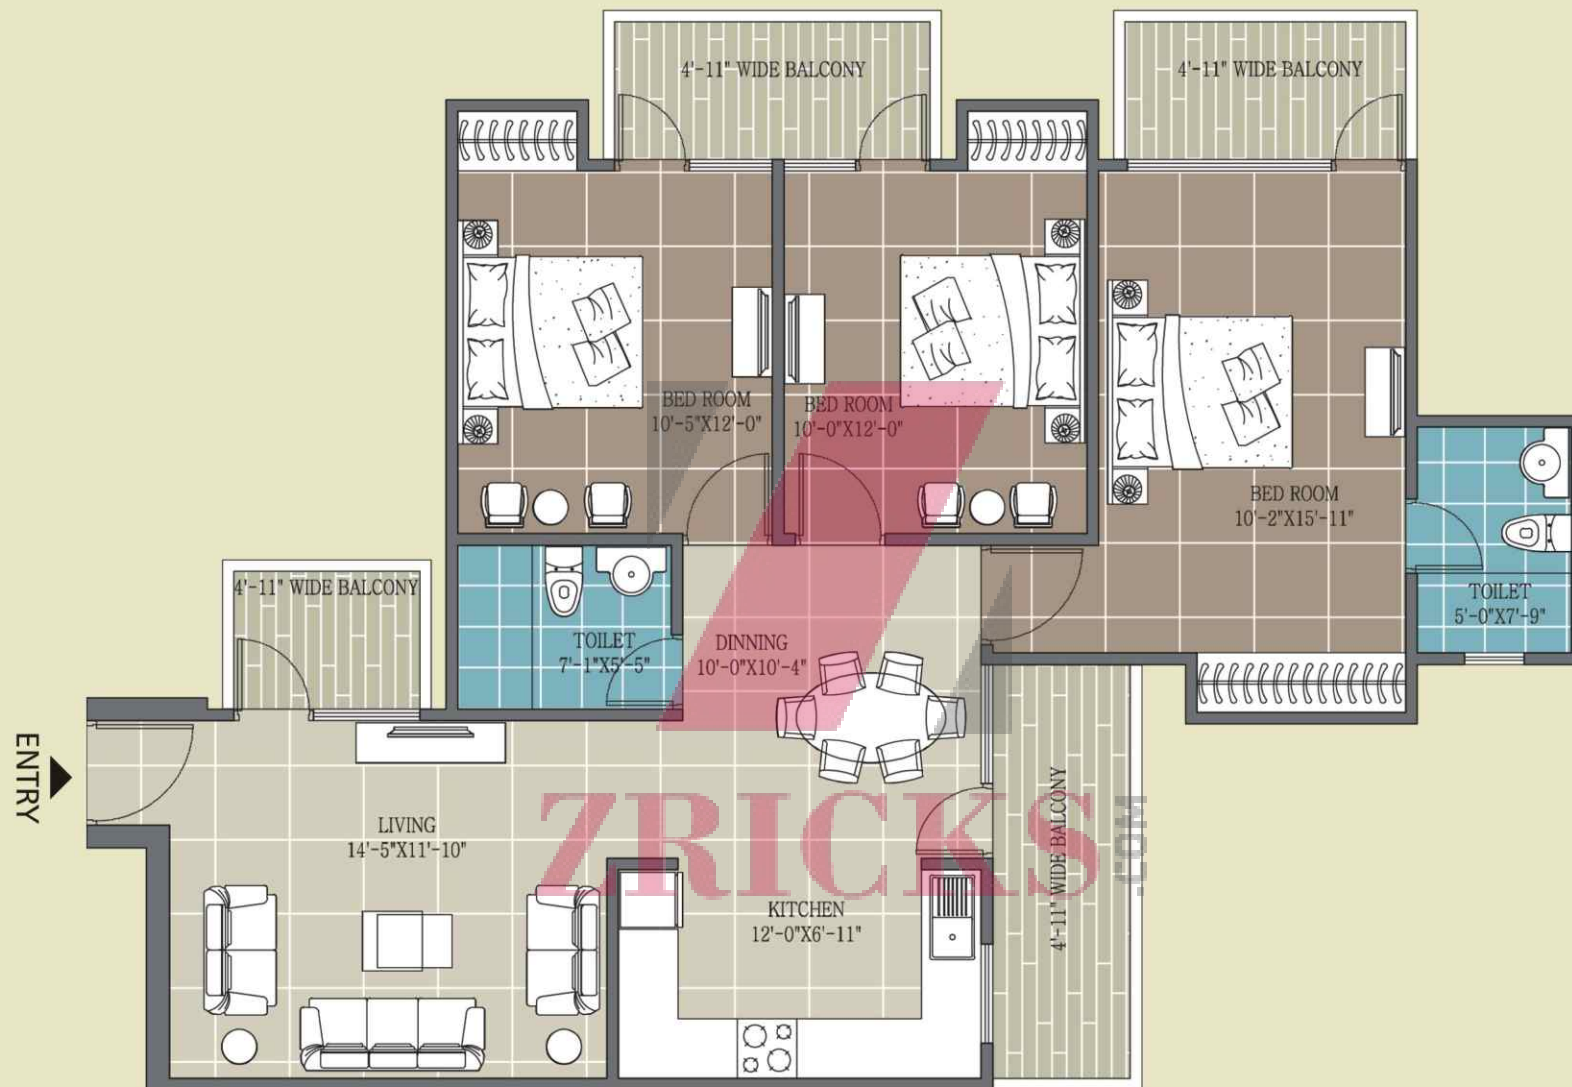 4'-11" WIDE BALCONY
4'-11" WIDE BALCONY
BED ROOM
10'-5"X12'-0"
BED ROOM
10'-0"X12'-0"
BED ROOM
10'-2"X15'-11"
4'-11" WIDE BALCONY
TOILET
7'-1"X5'-5"
DINNING
10'-0"X10'-4"
TOILET
5'-0"X7'-9"
ENTRY
LIVING
14'-5"X11'-10"
ZRICKS
.COM
4'-11" WIDE BALCONY
KITCHEN
12'-0"X6'-11"